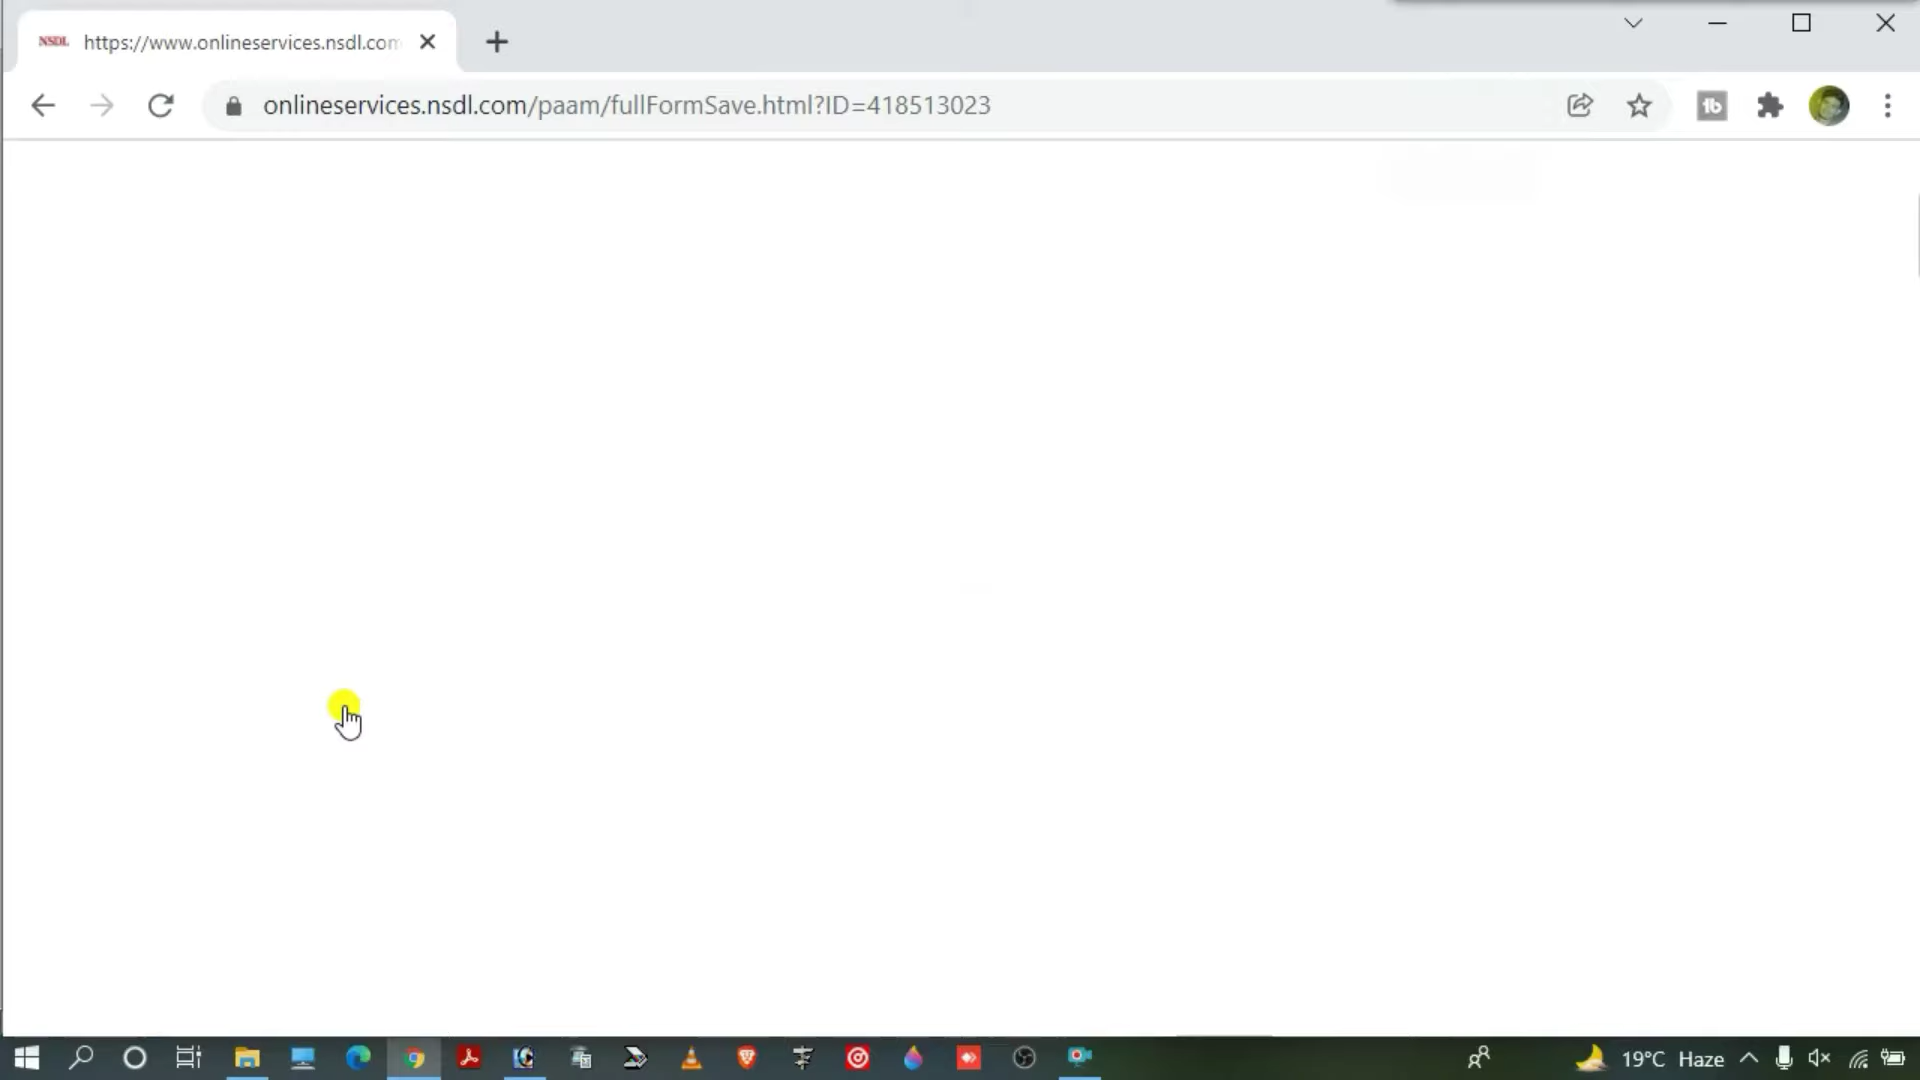 NSDL https://www.onlineservices.nsdl.com
onlineservices.nsdl.com/paam/fullFormSave.html?ID=418513023
19°C Haze